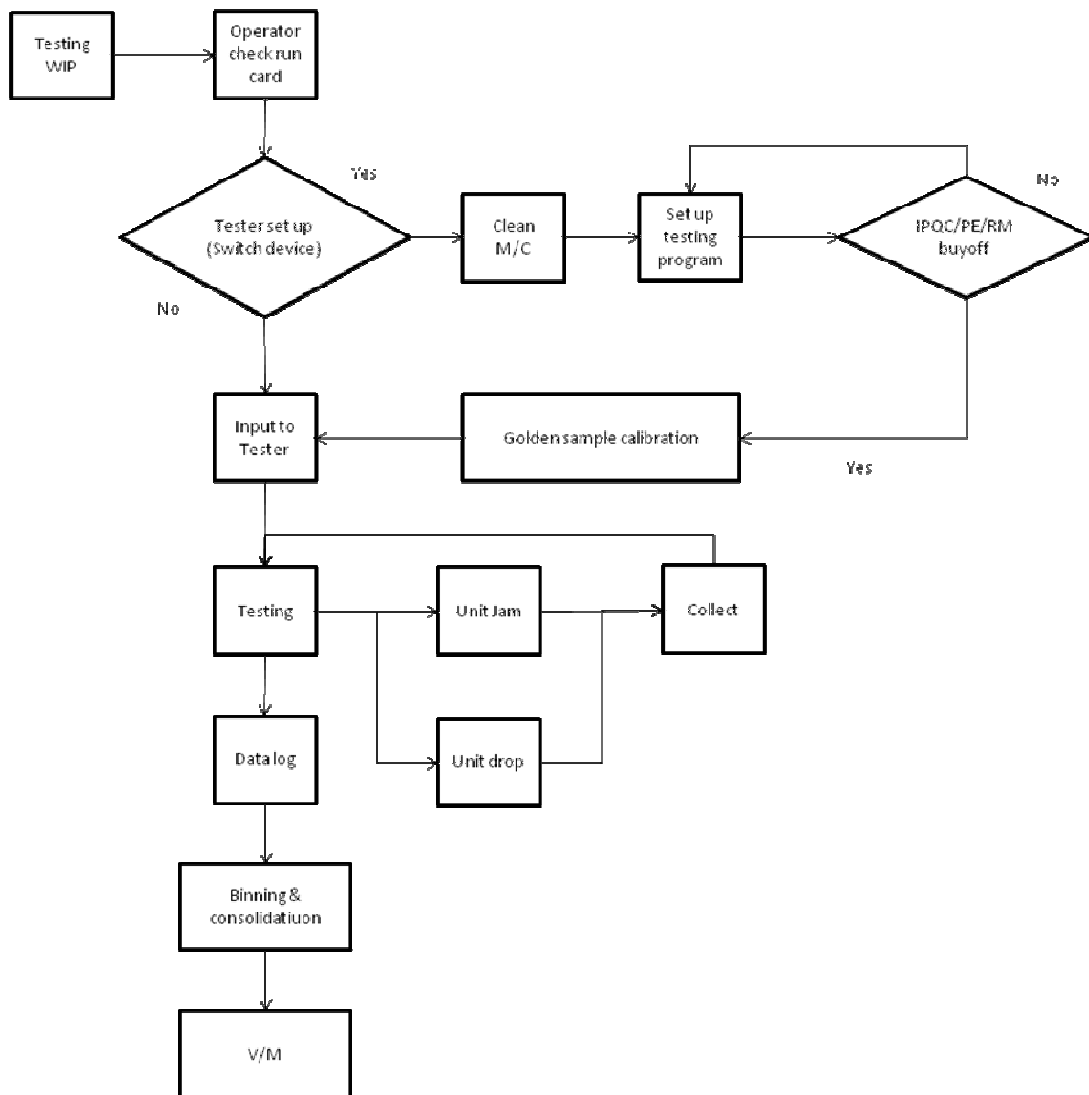 Testing
WIP
Operator
check run
card
Yes
Tester set up
(Switch device)
No
Clean
M/C
Set up
testing
program
No
IPQC/PE/RM
buyoff
Input to
Tester
Golden sample calibration
Yes
Testing
Unit Jam
Collect
Data log
Unit drop
Binning &
consolidatiuon
V/M